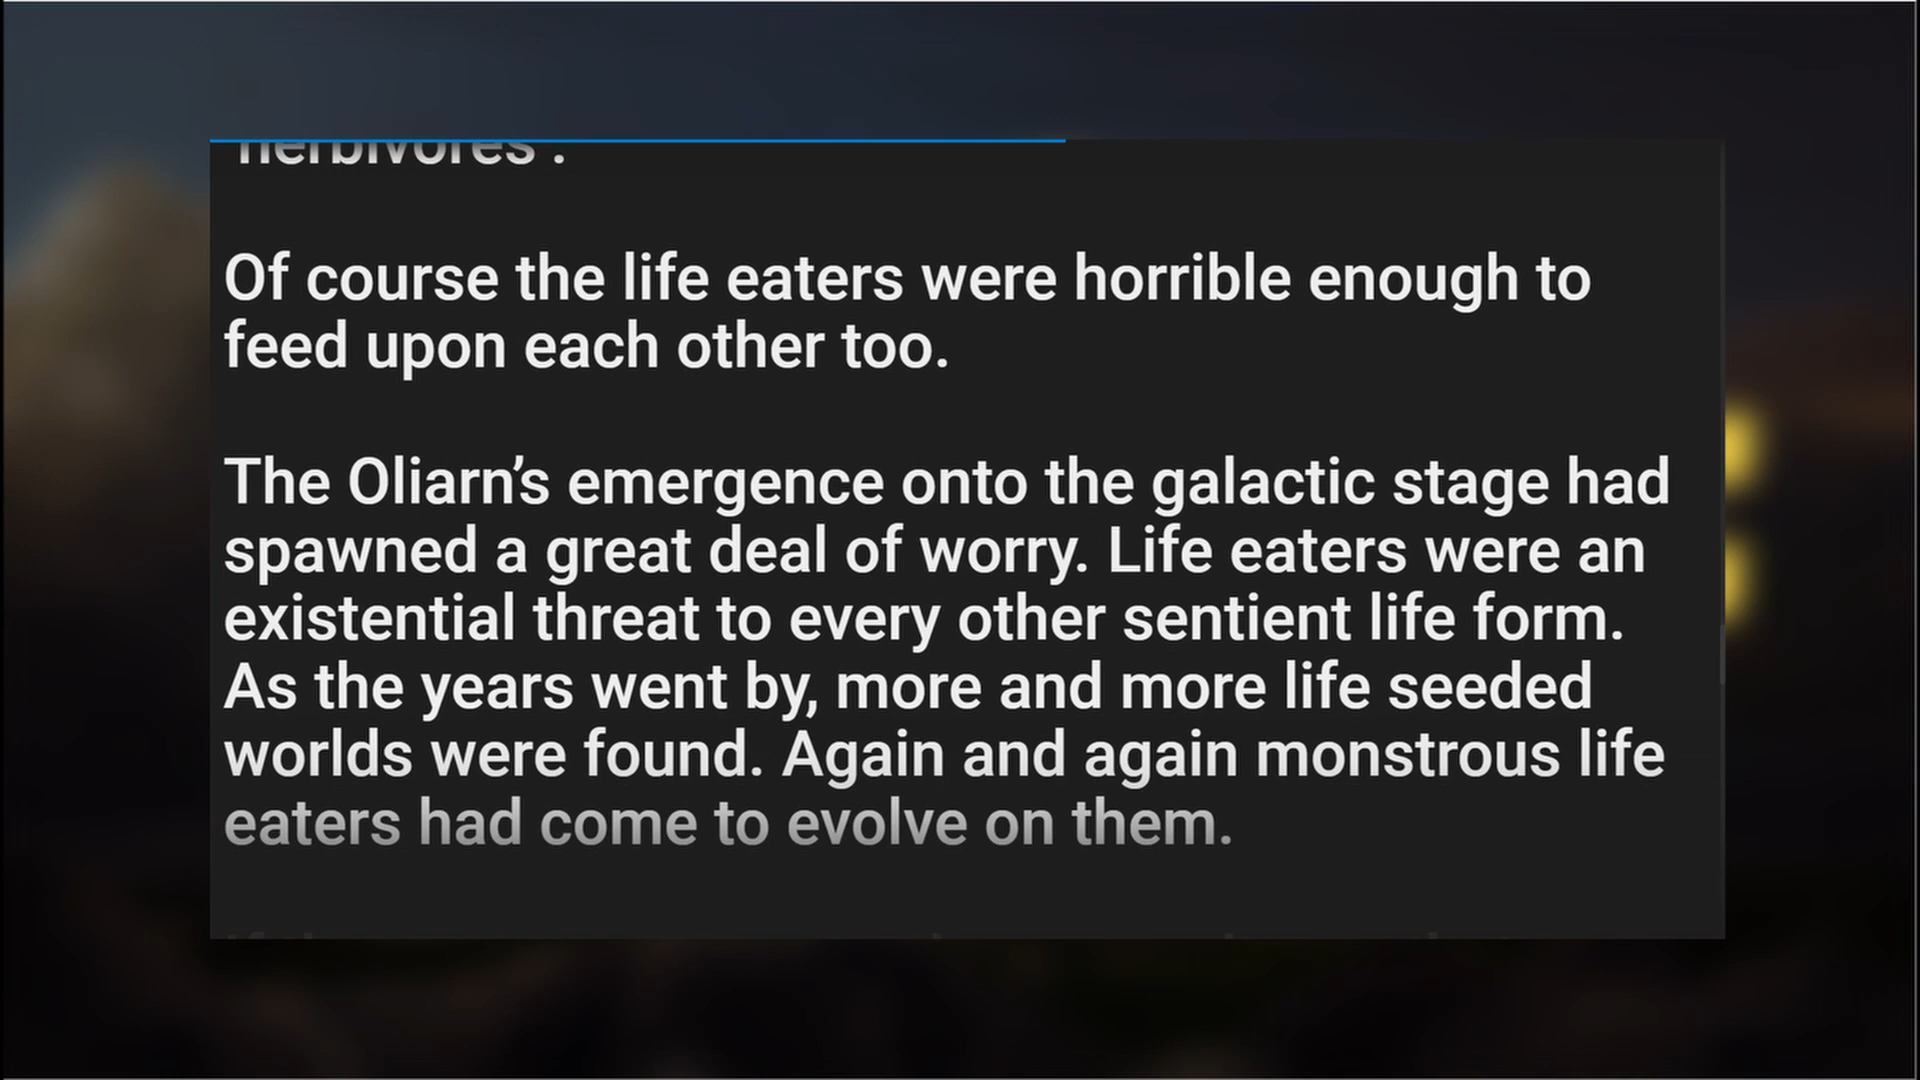 herbivores'.
Of course the life eaters were horrible enough to
feed upon each other too.
The Oliarn’s emergence onto the galactic stage had
spawned a great deal of worry. Life eaters were an
existential threat to every other sentient life form.
As the years went by, more and more life seeded
worlds were found. Again and again monstrous life
eaters had come to evolve on them.